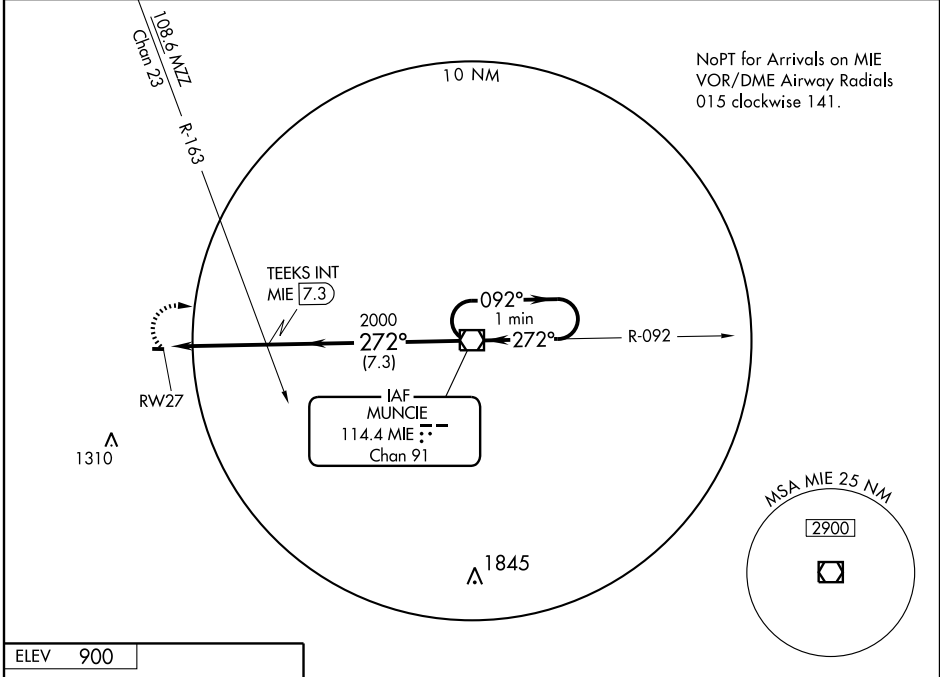 108.6 MZZ
Chan 23
R-163
10 NM
NoPT for Arrivals on MIE
VOR/DME Airway Radials
015 clockwise 141.
TEEKS INT
MIE 7.3
2000
272°
(7.3)
092°
1 min
272°
R-092
RW27
1310
IAF
MUNCIE
114.4 MIE
Chan 91
1845
MSA MIE 25 NM
2900
ELEV 900